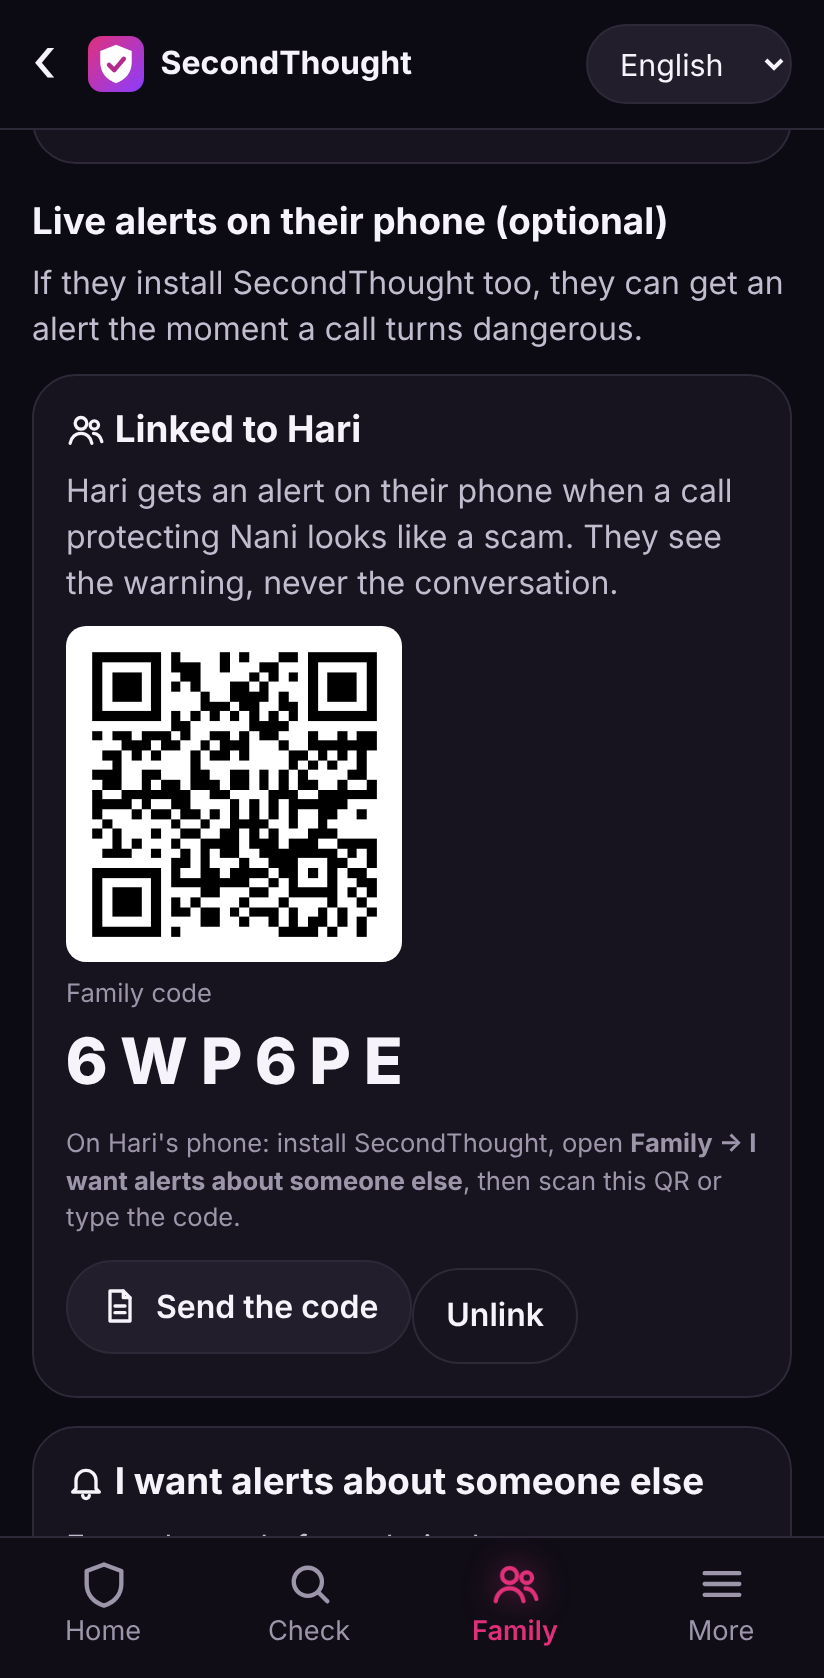 SecondThought
English
Live alerts on their phone (optional)
If they install SecondThought too, they can get an
alert the moment a call turns dangerous.
Linked to Hari
Hari gets an alert on their phone when a call
protecting Nani looks like a scam. They see
the warning, never the conversation.
Family code
6WP6PE
On Hari's phone: install SecondThought, open Family → I
want alerts about someone else, then scan this QR or
type the code.
Send the code
Unlink
I want alerts about someone else
Home
Check
Family
More